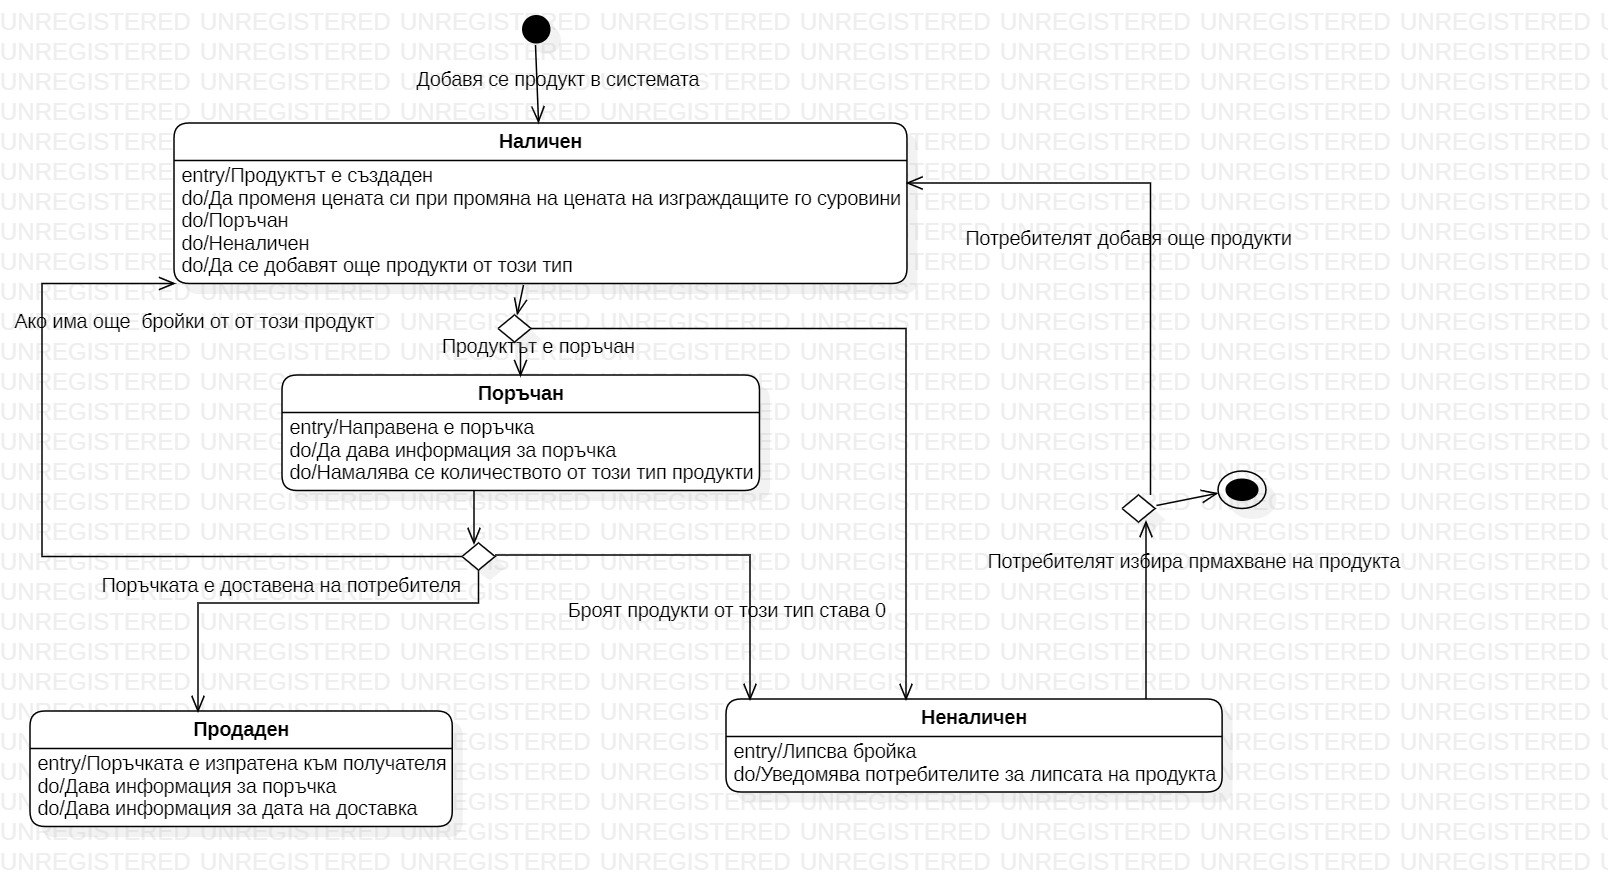 Добавя се продукт в системата
Наличен
entry/Продуктът е създаден
do/Да променя цената си при промяна на цената на изграждащите го суровини
do/Поръчан
do/Неналичен
do/Да се добавят още продукти от този тип
Потребителят добавя още продукти
Ако има още  бройки от от този продукт
Продуктът е поръчан
Поръчан
entry/Направена е поръчка
do/Да дава информация за поръчка
do/Намалява се количеството от този тип продукти
Потребителят избира прмахване на продукта
Поръчката е доставена на потребителя
Броят продукти от този тип става 0
Продаден
entry/Поръчката е изпратена към получателя
do/Дава информация за поръчка
do/Дава информация за дата на доставка
Неналичен
entry/Липсва бройка
do/Уведомява потребителите за липсата на продукта